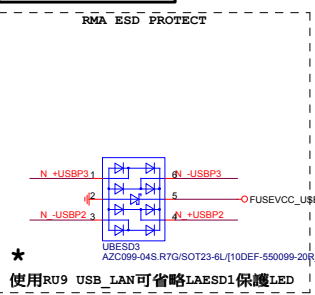 RMA ESD PROTECT
N_+USBP3 1 6 N_-USBP3
2 5 FUSEVCC_USB
N_-USBP2 3 4 N_+USBP2
UBESD3
AZC099-04S.R7G/SOT23-6L/[10DEF-550099-20R
★
使用RU9 USB_LAN可省略LAESD1保護LED